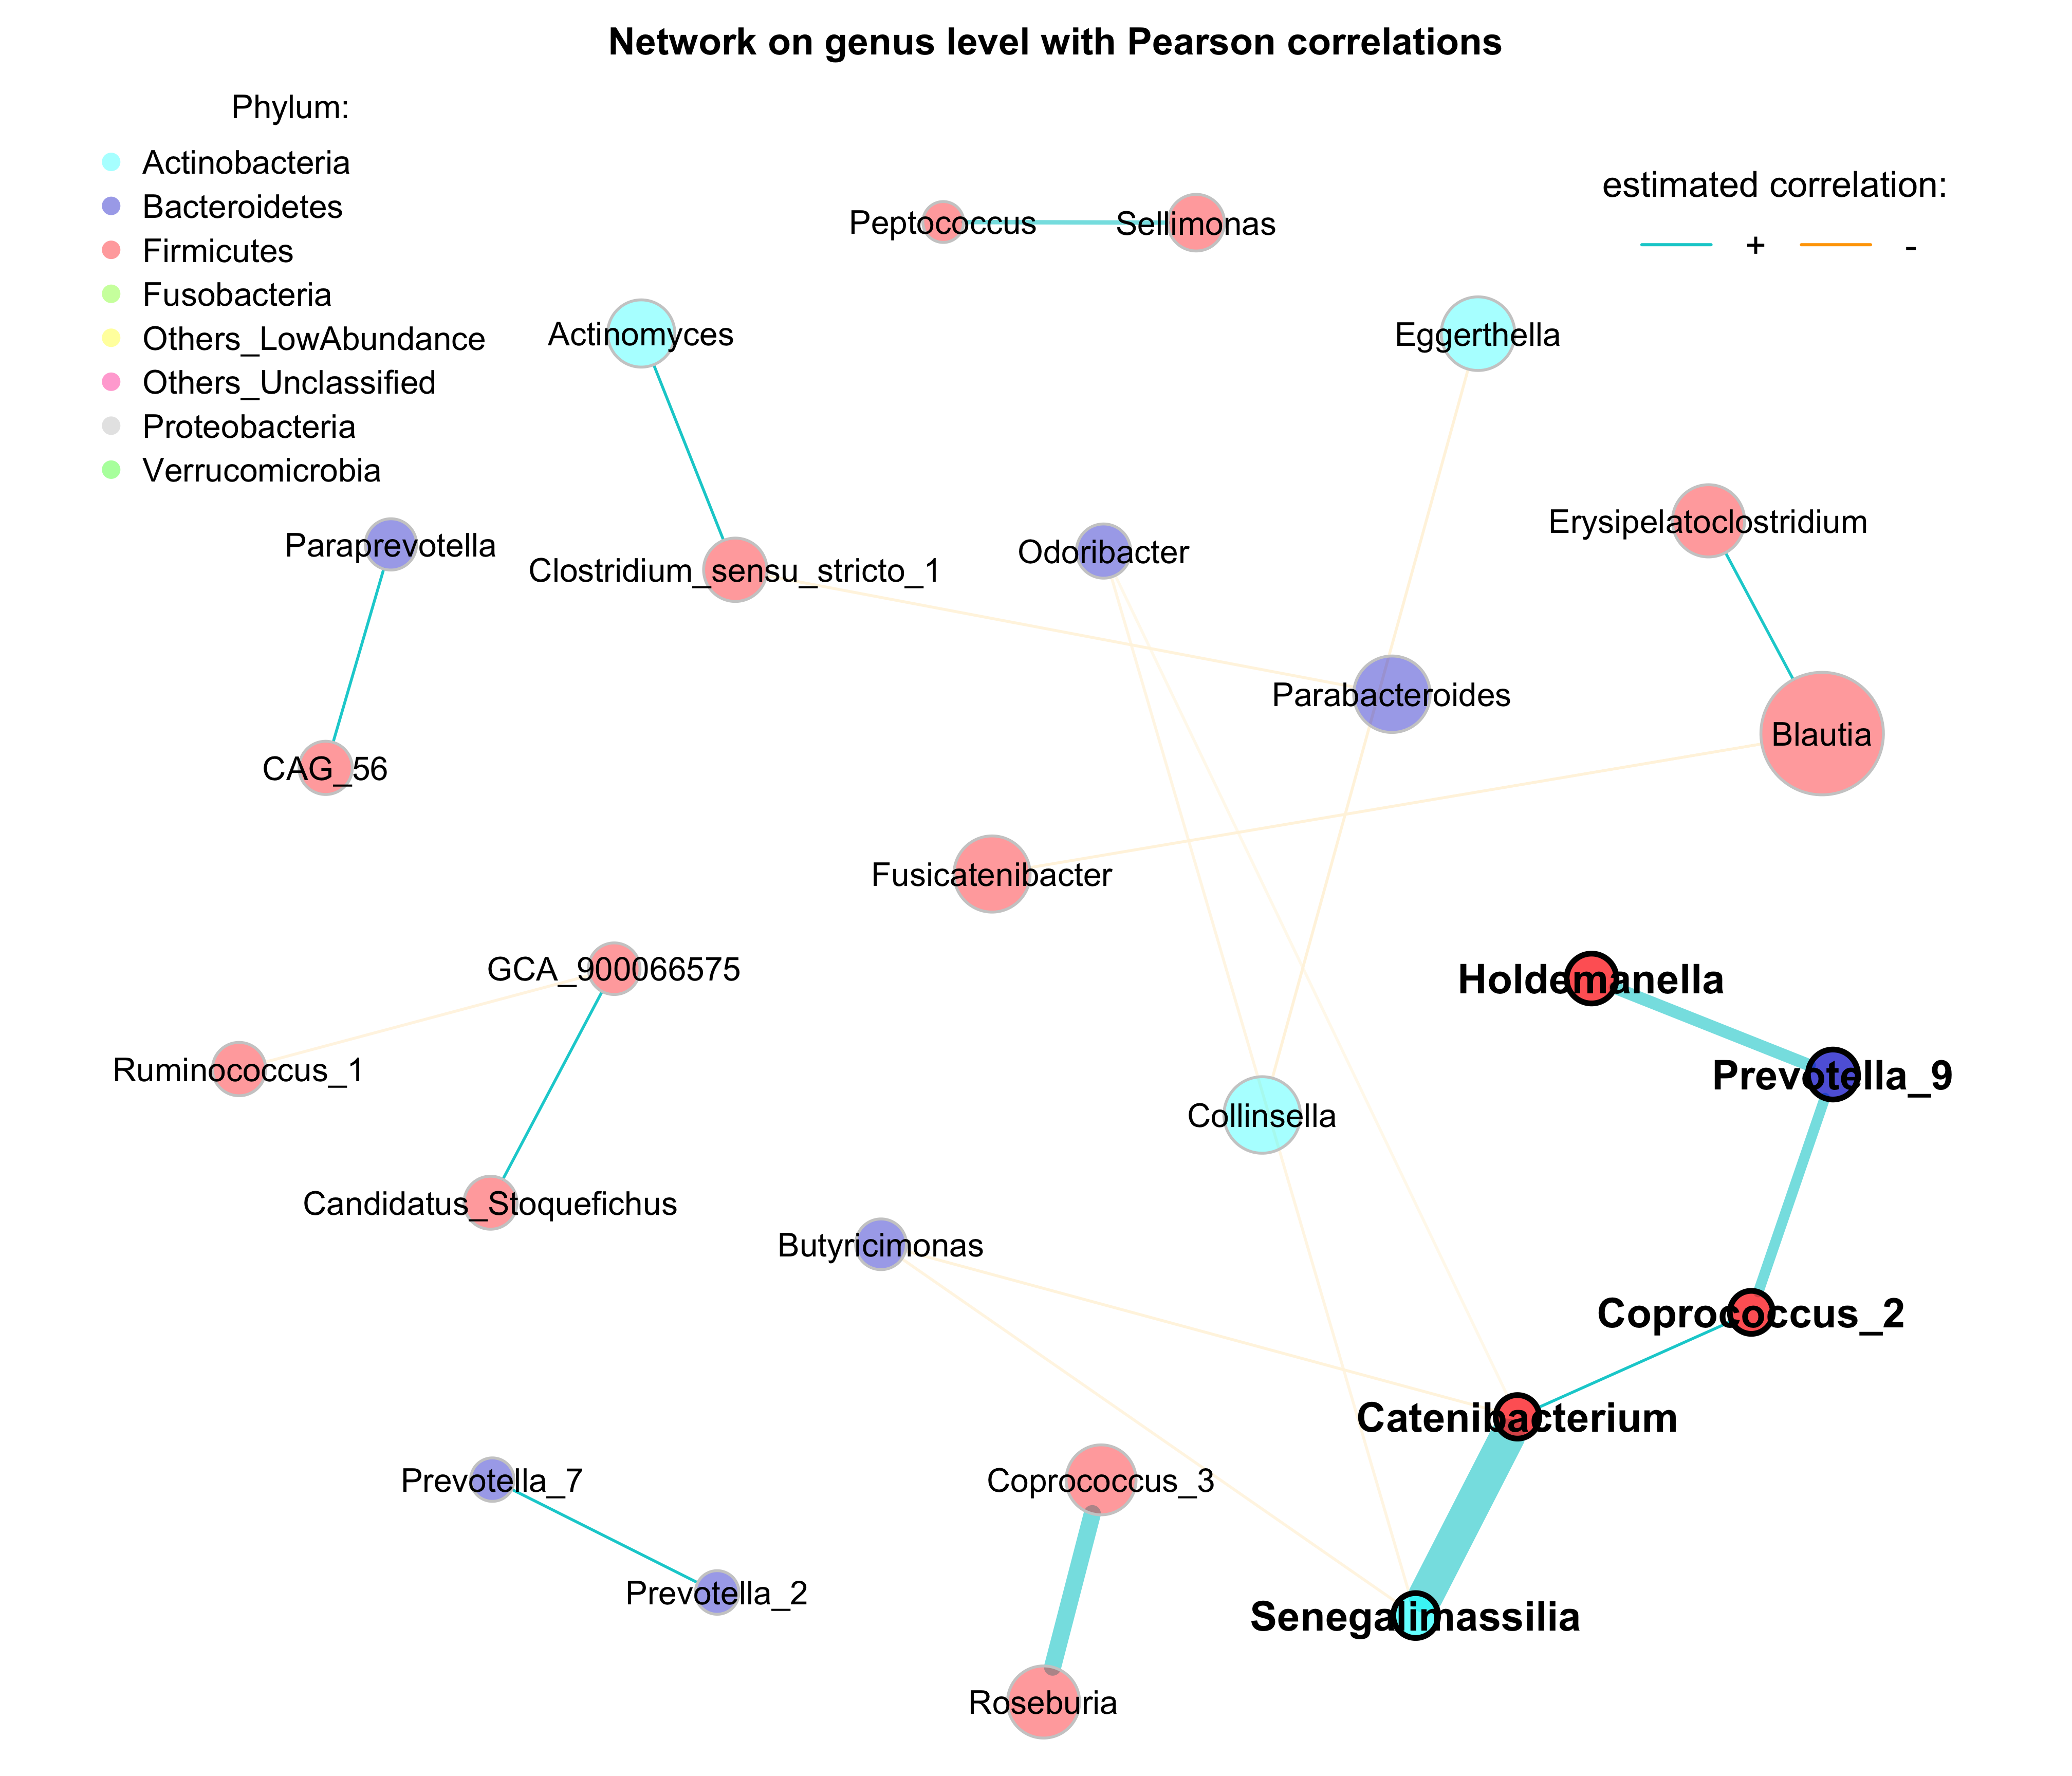 Network on genus level with Pearson correlations
Phylum:
Actinobacteria
Bacteroidetes
Firmicutes
Fusobacteria
Others_LowAbundance
Others_Unclassified
Proteobacteria
Verrucomicrobia
estimated correlation:
+ -
Peptococcus
Sellimonas
Actinomyces
Eggerthella
Erysipelatoclostridium
Paraprevotella
Clostridium_sensu_stricto_1
Odoribacter
Parabacteroides
Blautia
CAG_56
Fusicatenibacter
GCA_900066575
Holdemanella
Ruminococcus_1
Prevotella_9
Collinsella
Candidatus_Stoquefichus
Butyricimonas
Coprococcus_2
Catenibacterium
Prevotella_7
Coprococcus_3
Prevotella_2
Senegalimassilia
Roseburia